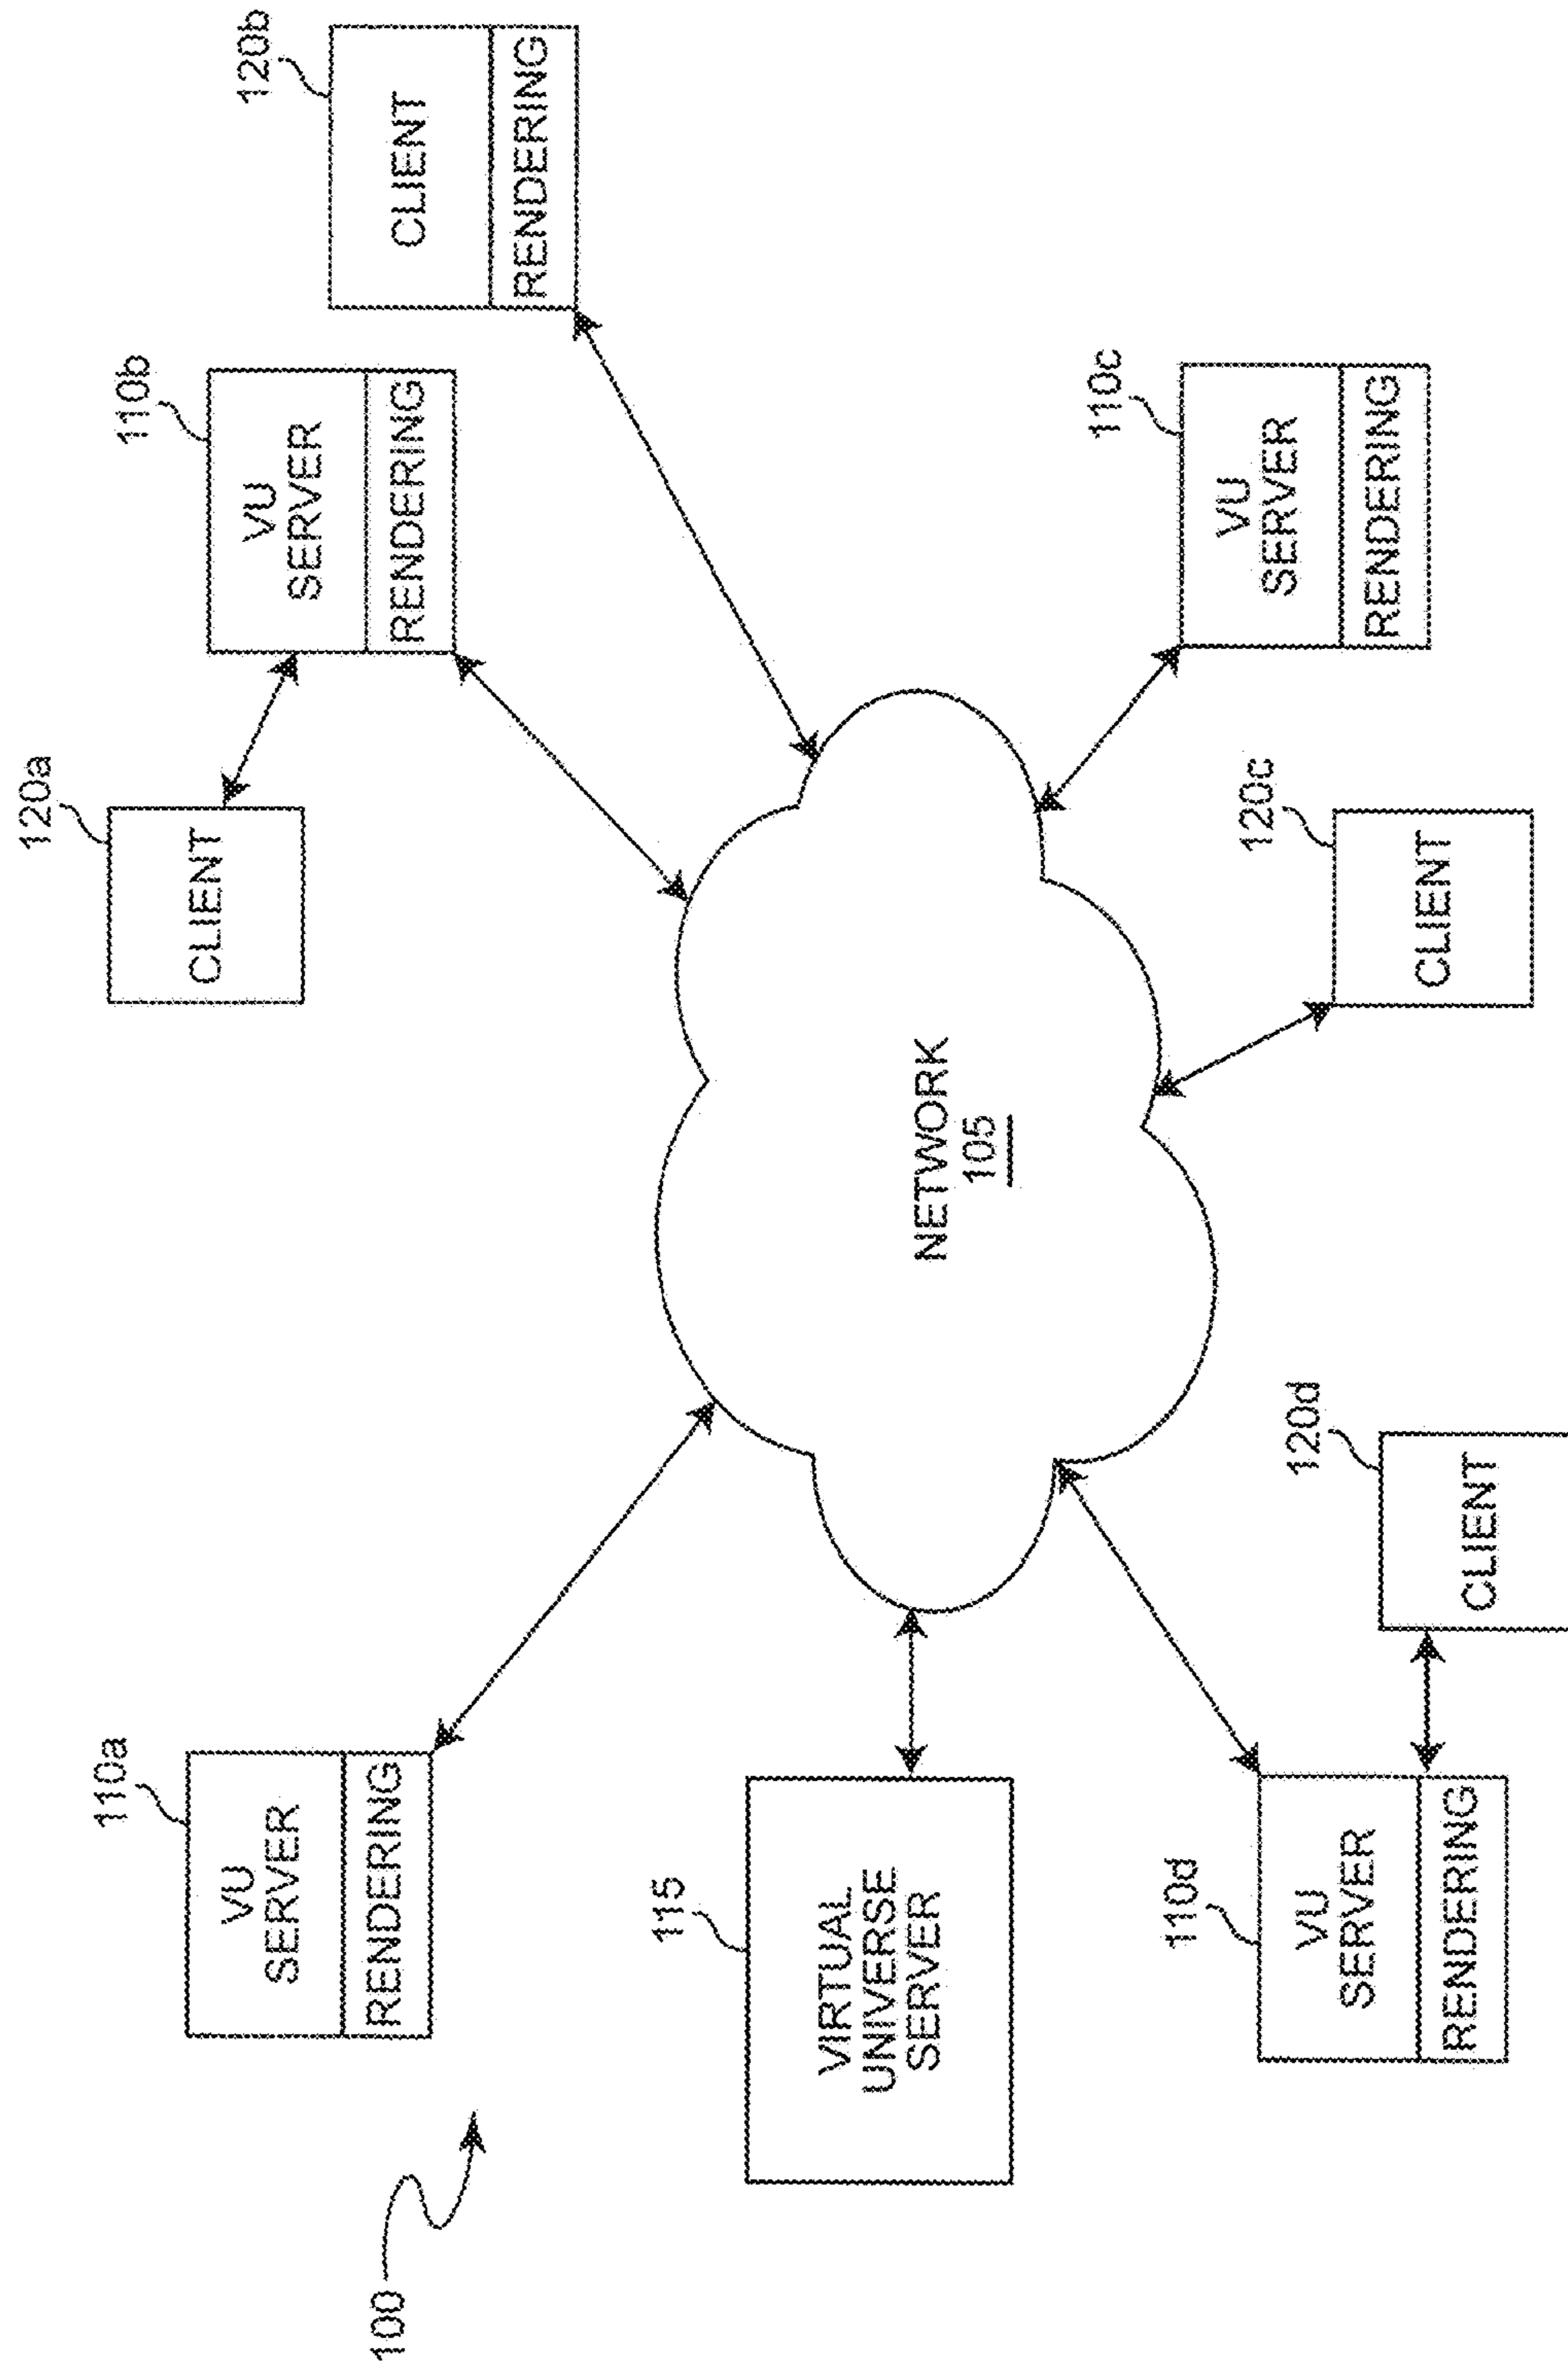 100
110a
VU
SERVER
RENDERING
120a
CLIENT
110b
VU
SERVER
RENDERING
120b
CLIENT
RENDERING
115
VIRTUAL
UNIVERSE
SERVER
NETWORK
105
110d
VU
SERVER
RENDERING
120d
CLIENT
120c
CLIENT
110c
VU
SERVER
RENDERING